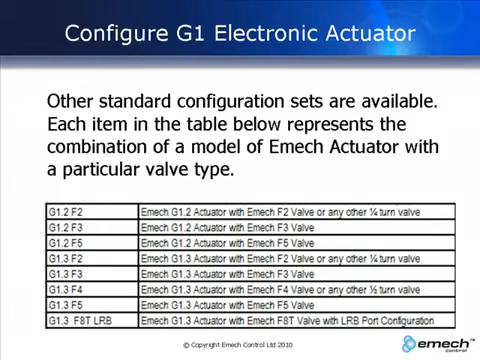 Configure G1 Electronic Actuator
Other standard configuration sets are available.
Each item in the table below represents the
combination of a model of Emech Actuator with
a particular valve type.
G1.2 F2 Emech G1.2 Actuator with Emech F2 Valve or any other ¼ turn valve
G1.2 F3 Emech G1.2 Actuator with Emech F3 Valve
G1.2 F5 Emech G1.2 Actuator with Emech F5 Valve
G1.3 F2 Emech G1.3 Actuator with Emech F2 Valve or any other ¼ turn valve
G1.3 F3 Emech G1.3 Actuator with Emech F3 Valve
G1.3 F4 Emech G1.3 Actuator with Emech F4 Valve or any other ½ turn valve
G1.3 F5 Emech G1.3 Actuator with Emech F5 Valve
G1.3 F8T LRB Emech G1.3 Actuator with Emech F8T Valve with LRB Port Configuration
© Copyright Emech Control Ltd 2010
emech™
control